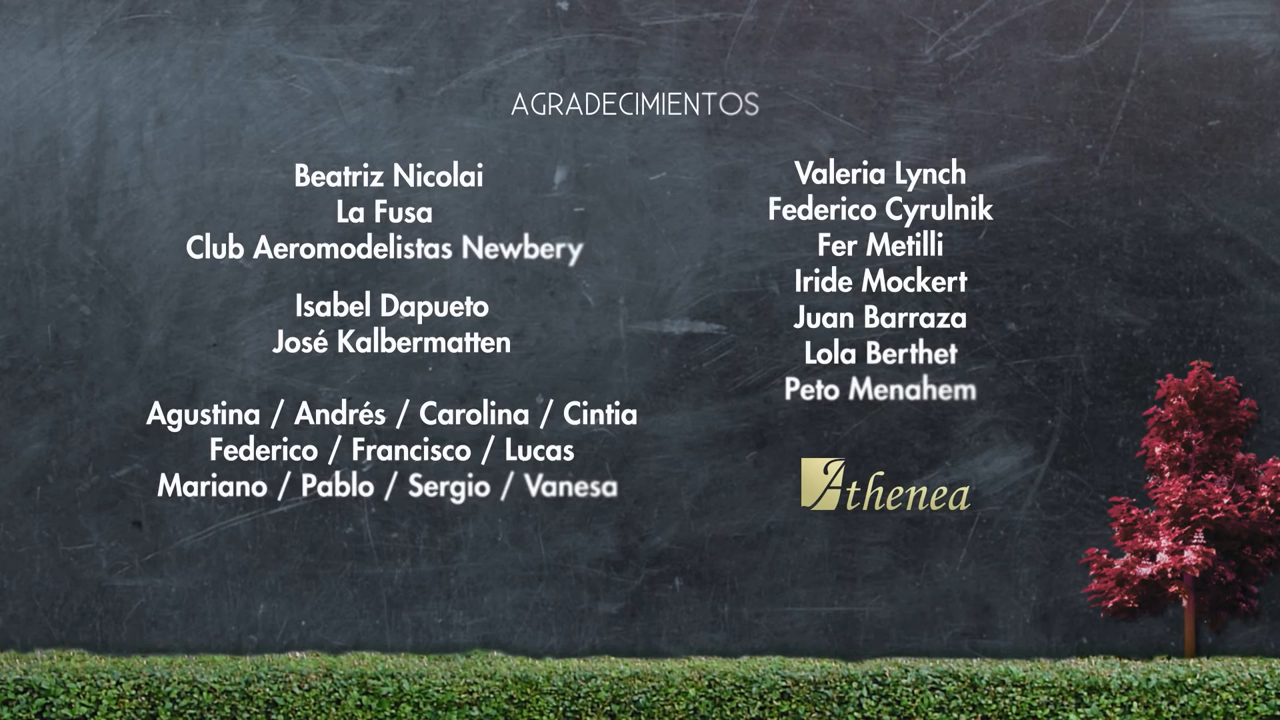 AGRADECIMIENTOS
Beatriz Nicolai
La Fusa
Club Aeromodelistas Newbery
Isabel Dapueto
José Kalbermatten
Agustina / Andrés / Carolina / Cintia
Federico / Francisco / Lucas
Mariano / Pablo / Sergio / Vanesa
Valeria Lynch
Federico Cyrulnik
Fer Metilli
Iride Mockert
Juan Barraza
Lola Berthet
Peto Menahem
Athenea